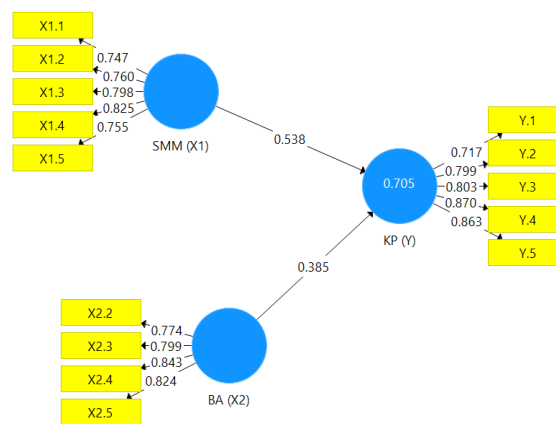 X1.1
X1.2
X1.3
X1.4
X1.5
0.747
0.760
0.798
0.825
0.755
SMM (X1)
0.538
0.705
KP (Y)
0.717
0.799
0.803
0.870
0.863
Y.1
Y.2
Y.3
Y.4
Y.5
0.385
X2.2
X2.3
X2.4
X2.5
0.774
0.799
0.843
0.824
BA (X2)